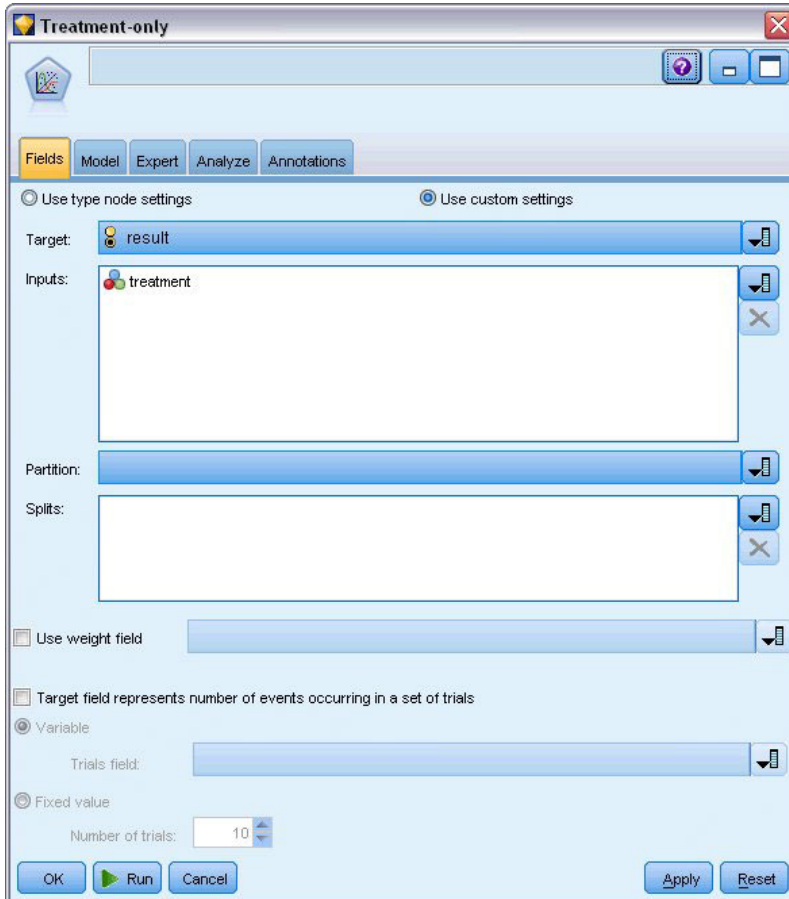 Treatment-only
Fields Model Expert Analyze Annotations
Use type node settings Use custom settings
Target: result
Inputs: treatment
Partition:
Splits:
Use weight field
Target field represents number of events occurring in a set of trials
Variable
Trials field:
Fixed value
Number of trials: 10
OK Run Cancel Apply Reset